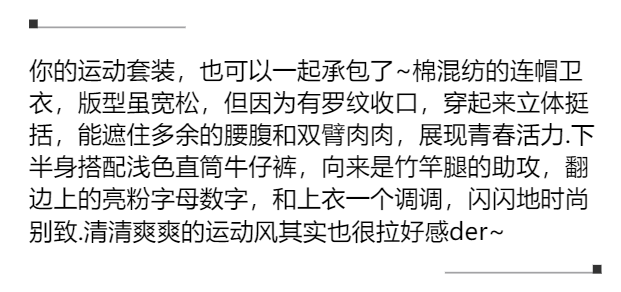 你的运动套装，也可以一起承包了~棉混纺的连帽卫
衣，版型虽宽松，但因为有罗纹收口，穿起来立体挺
括，能遮住多余的腰腹和双臂肉肉，展现青春活力.下
半身搭配浅色直筒牛仔裤，向来是竹竿腿的助攻，翻
边上的亮粉字母数字，和上衣一个调调，闪闪地时尚
别致.清清爽爽的运动风其实也很拉好感der~